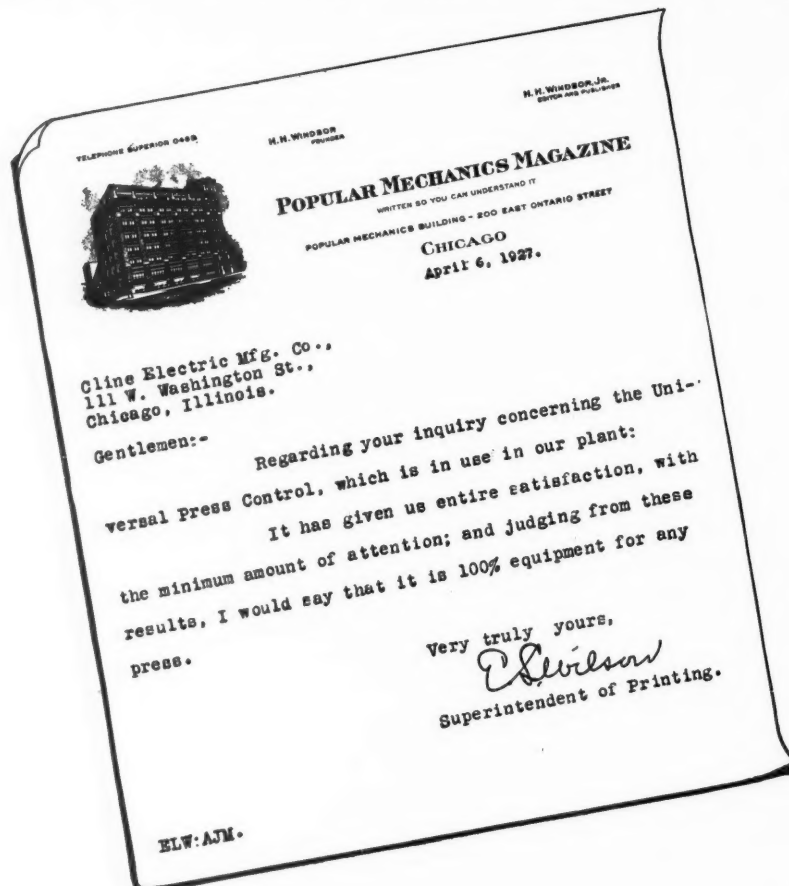 TELEPHONE SUPERIOR 0463
H. H. WINDSOR
FOUNDER
H. H. WINDSOR, JR.
EDITOR AND PUBLISHER
POPULAR MECHANICS MAGAZINE
WRITTEN SO YOU CAN UNDERSTAND IT
POPULAR MECHANICS BUILDING - 200 EAST ONTARIO STREET
CHICAGO
April 6, 1927.
Cline Electric Mfg. Co.,
111 W. Washington St.,
Chicago, Illinois.
Gentlemen:-
Regarding your inquiry concerning the Uni-
versal Press Control, which is in use in our plant:
It has given us entire satisfaction, with
the minimum amount of attention; and judging from these
results, I would say that it is 100% equipment for any
press.
Very truly yours,
Wilson
Superintendent of Printing.
ELW:AJM.